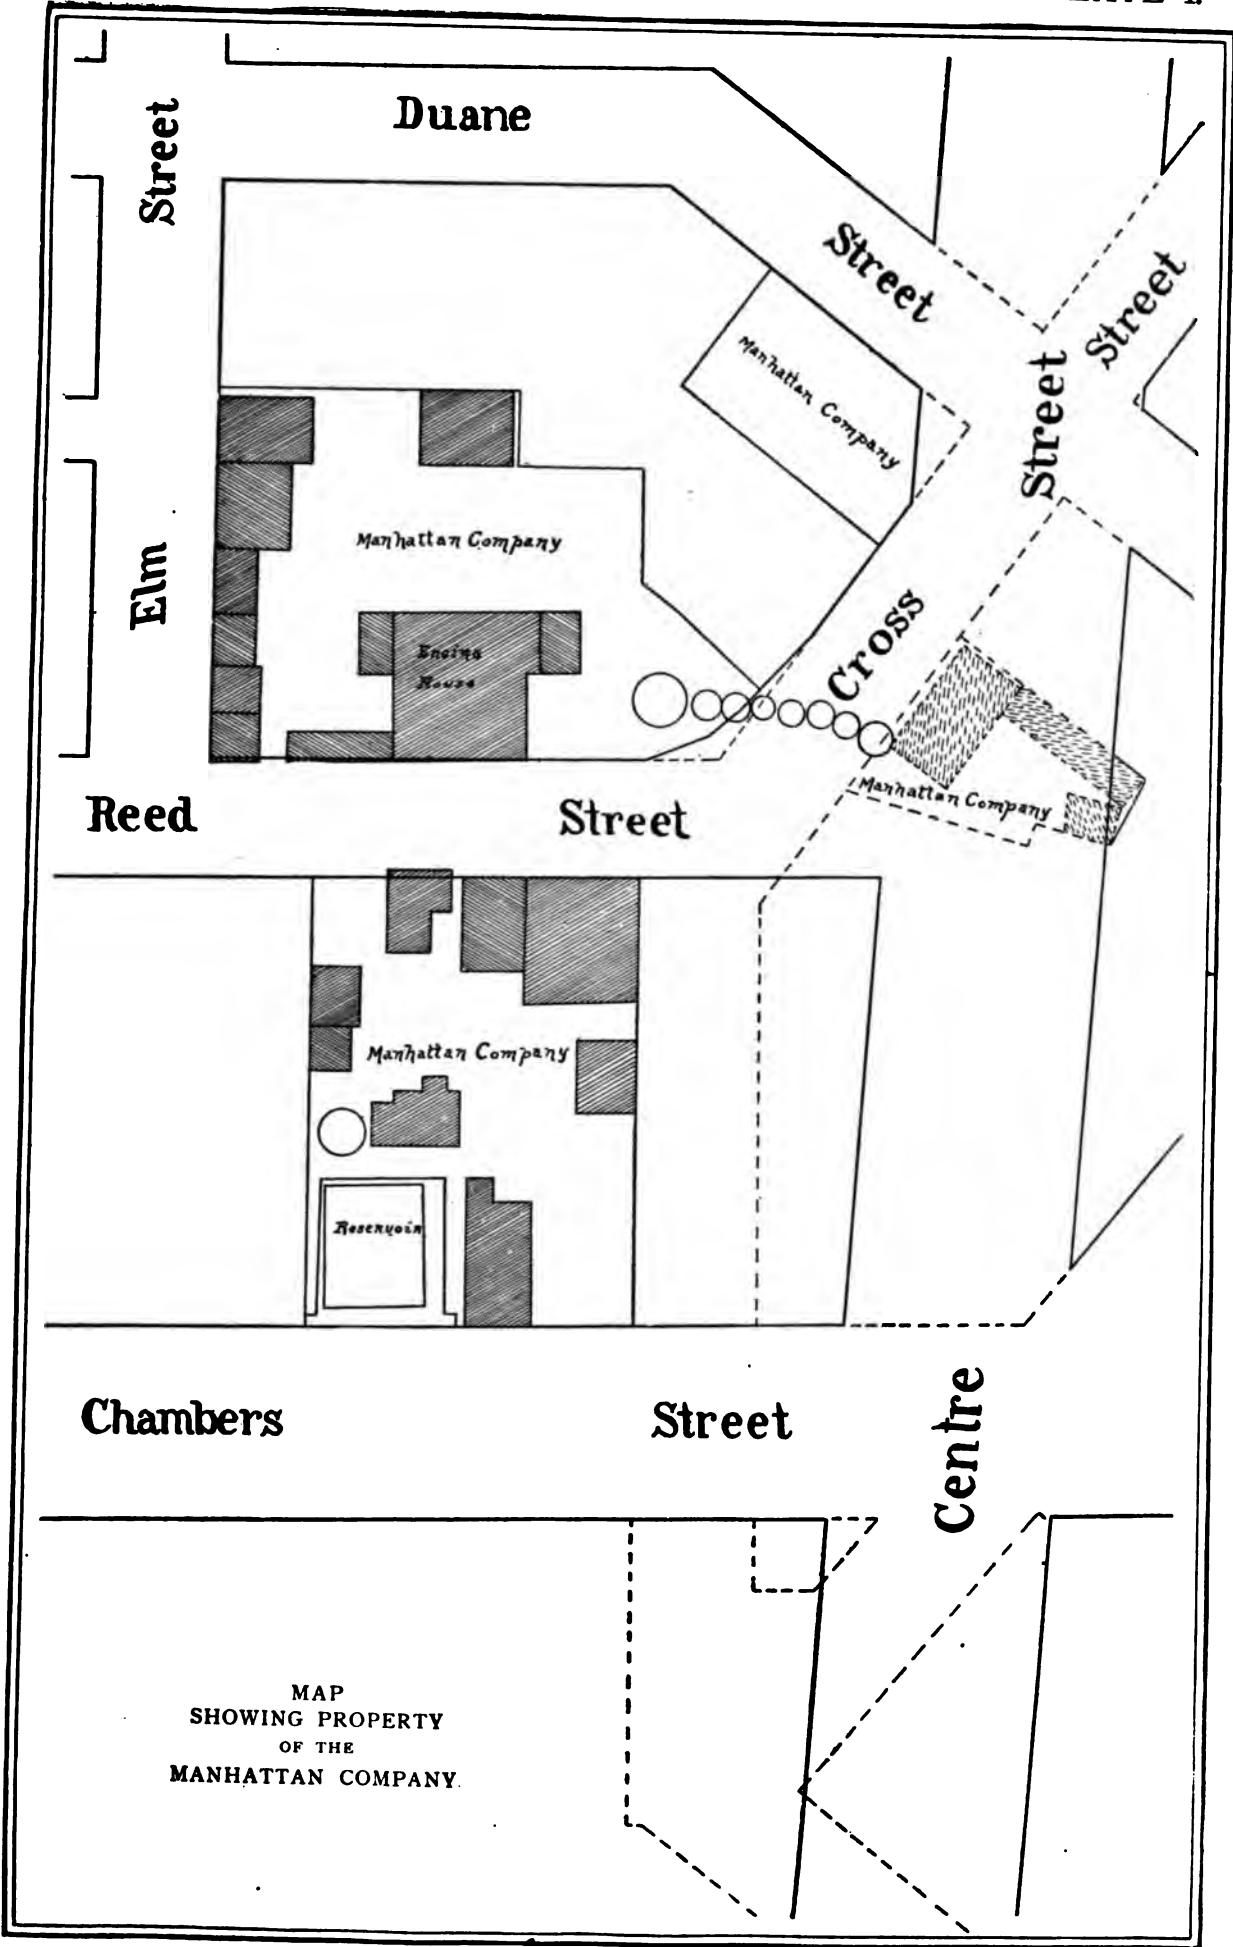 Duane
Street
Street
Street
Manhattan Company
Street
Manhattan Company
Elm
Cross
Engine
House
Manhattan Company
Reed
Street
Manhattan Company
Reservoir
Chambers
Street
Centre
MAP
SHOWING PROPERTY
OF THE
MANHATTAN COMPANY.